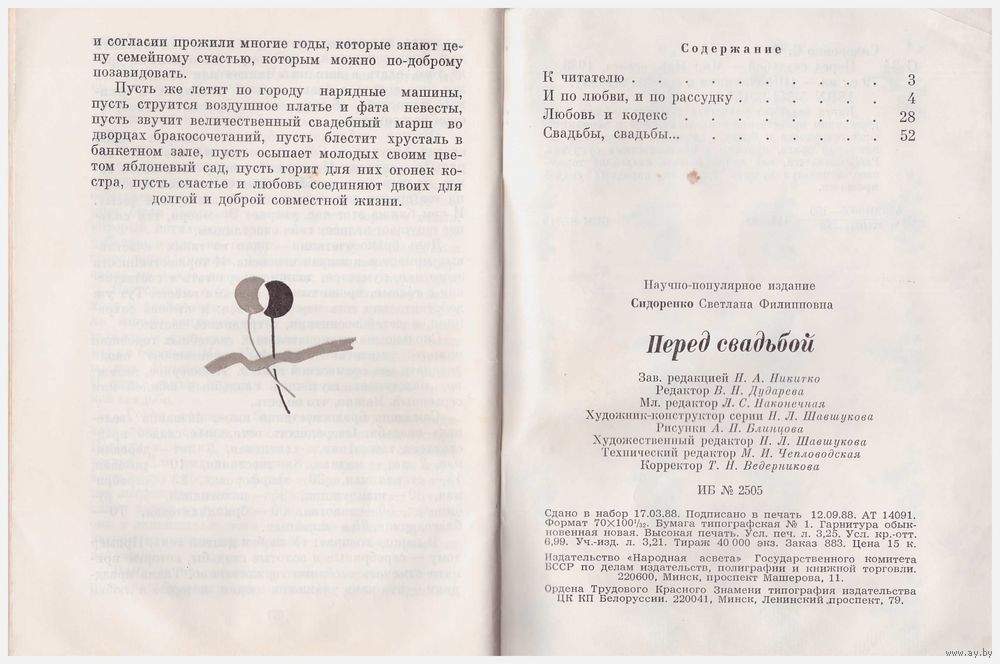 и согласии прожили многие годы, которые знают це-
ну семейному счастью, которым можно по-доброму
позавидовать.
Пусть же летят по городу нарядные машины,
пусть струится воздушное платье и фата невесты,
пусть звучит величественный свадебный марш во
дворцах бракосочетаний, пусть блестит хрусталь в
банкетном зале, пусть осыпает молодых своим цве-
том яблоневый сад, пусть горит для них огонек ко-
стра, пусть счастье и любовь соединяют двоих для
долгой и доброй совместной жизни.
Содержание
К читателю . . . . . . . . . 3
И по любви, и по рассудку . . . . . . 4
Любовь и кодекс . . . . . . . . 28
Свадьбы, свадьбы... . . . . . . . 52
Научно-популярное издание
Сидоренко Светлана Филипповна
Перед свадьбой
Зав. редакцией Н. А. Никитко
Редактор В. Н. Дударева
Мл. редактор Л. С. Наконечная
Художник-конструктор серии Н. Л. Шавшукова
Рисунки А. П. Блинцова
Художественный редактор Н. Л. Шавшукова
Технический редактор М. И. Чепловодская
Корректор Т. Н. Ведерникова
ИБ № 2505
Сдано в набор 17.03.88. Подписано в печать 12.09.88. АТ 14091.
Формат 70×100¹/₃₂. Бумага типографская № 1. Гарнитура обык-
новенная новая. Высокая печать. Усл. печ. л. 3,25. Усл. кр.-отт.
6,99. Уч.-изд. л. 3,21. Тираж 40 000 экз. Заказ 883. Цена 15 к.
Издательство «Народная асвета» Государственного комитета
БССР по делам издательств, полиграфии и книжной торговли.
220600, Минск, проспект Машерова, 11.
Ордена Трудового Красного Знамени типография издательства
ЦК КП Белоруссии. 220041, Минск, Ленинский проспект, 79.
www.ay.by